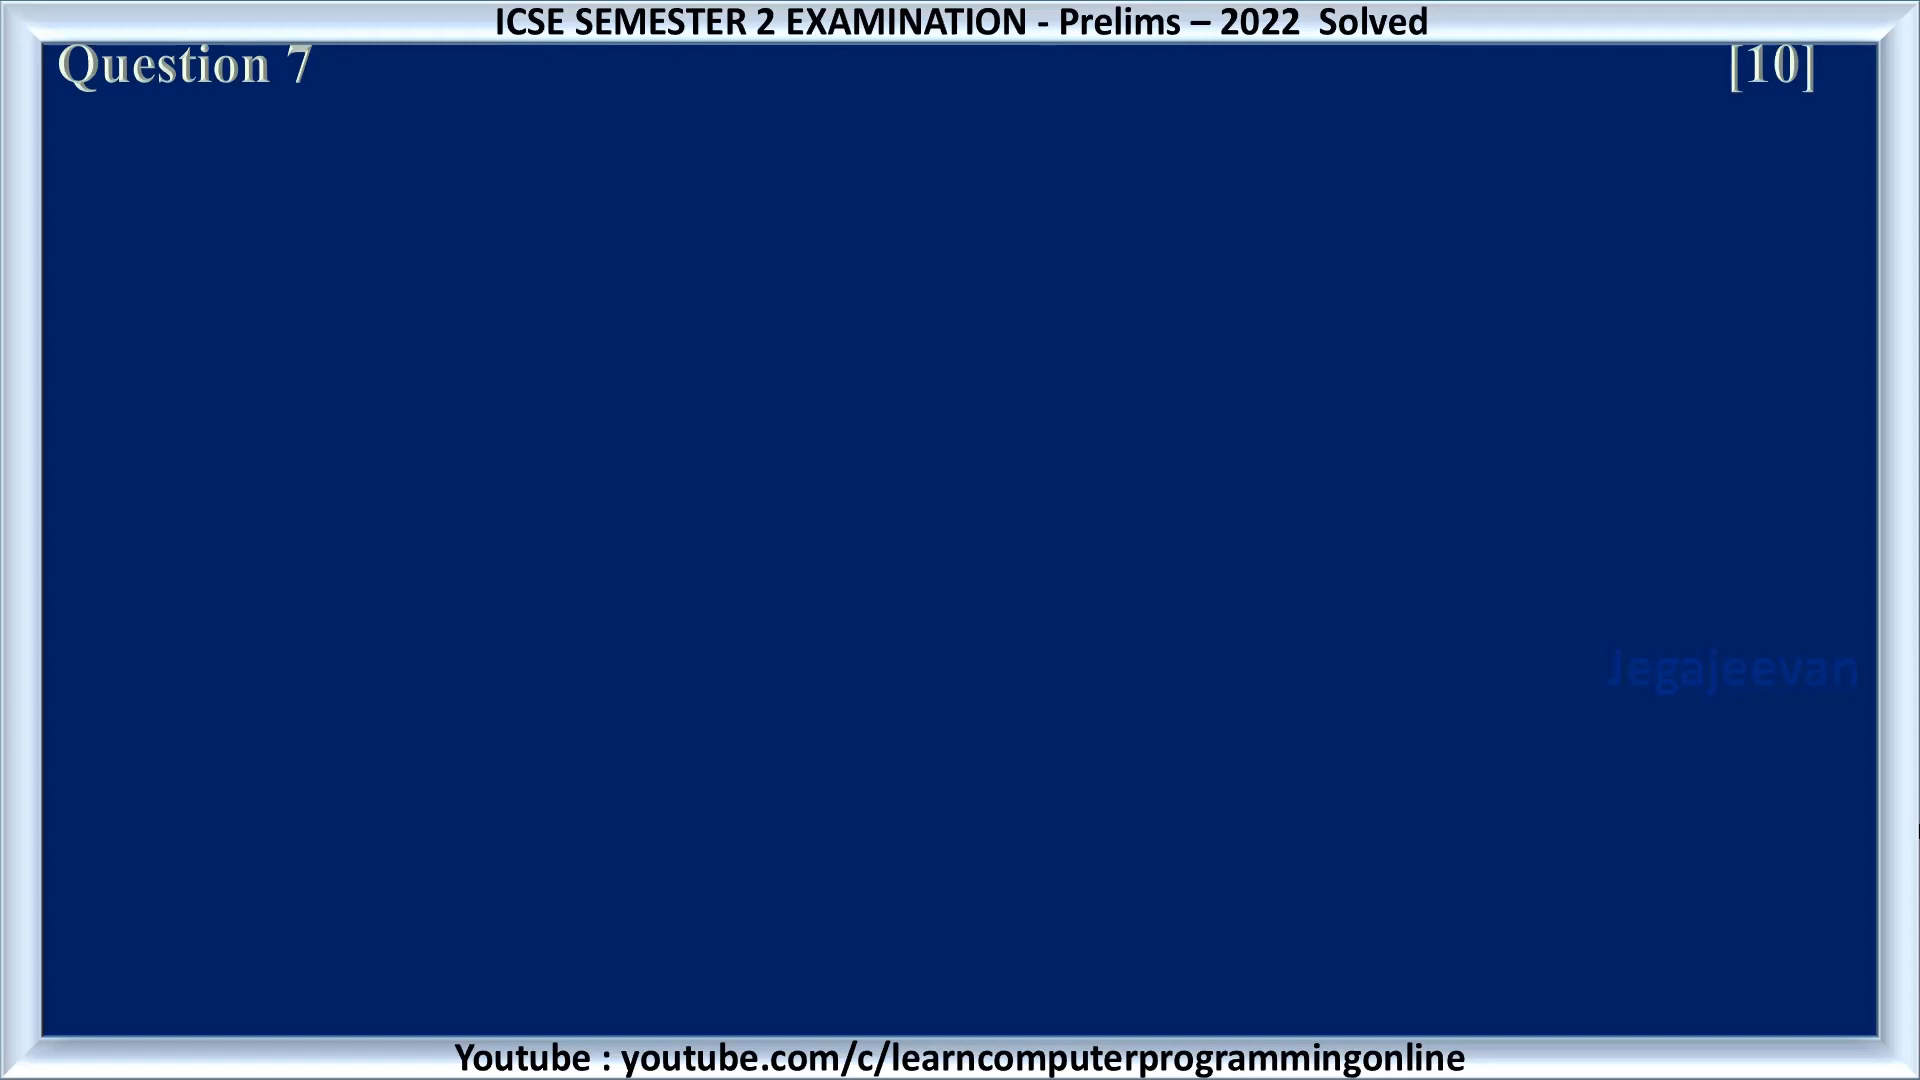 ICSE SEMESTER 2 EXAMINATION - Prelims – 2022 Solved
Question 7 [10]
Jegajeevan
Youtube : youtube.com/c/learncomputerprogrammingonline